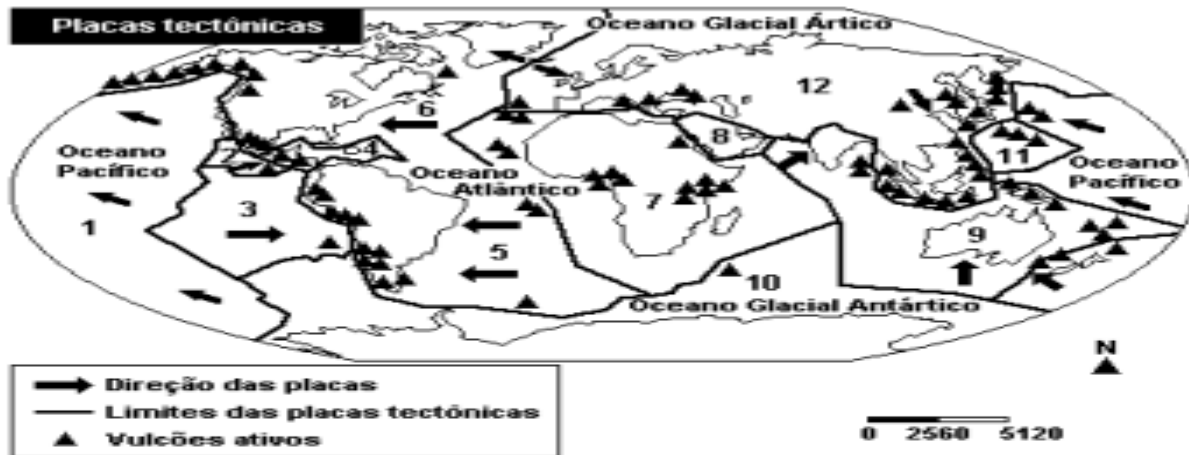 Placas tectônicas
Oceano Glacial Ártico
12
6
8
4
Oceano
Pacífico
Oceano
Atlântico
11
Oceano
Pacífico
7
3
1
9
5
10
Oceano Glacial Antártico
N
Direção das placas
Limites das placas tectônicas
Vulcões ativos
0 2560 5120